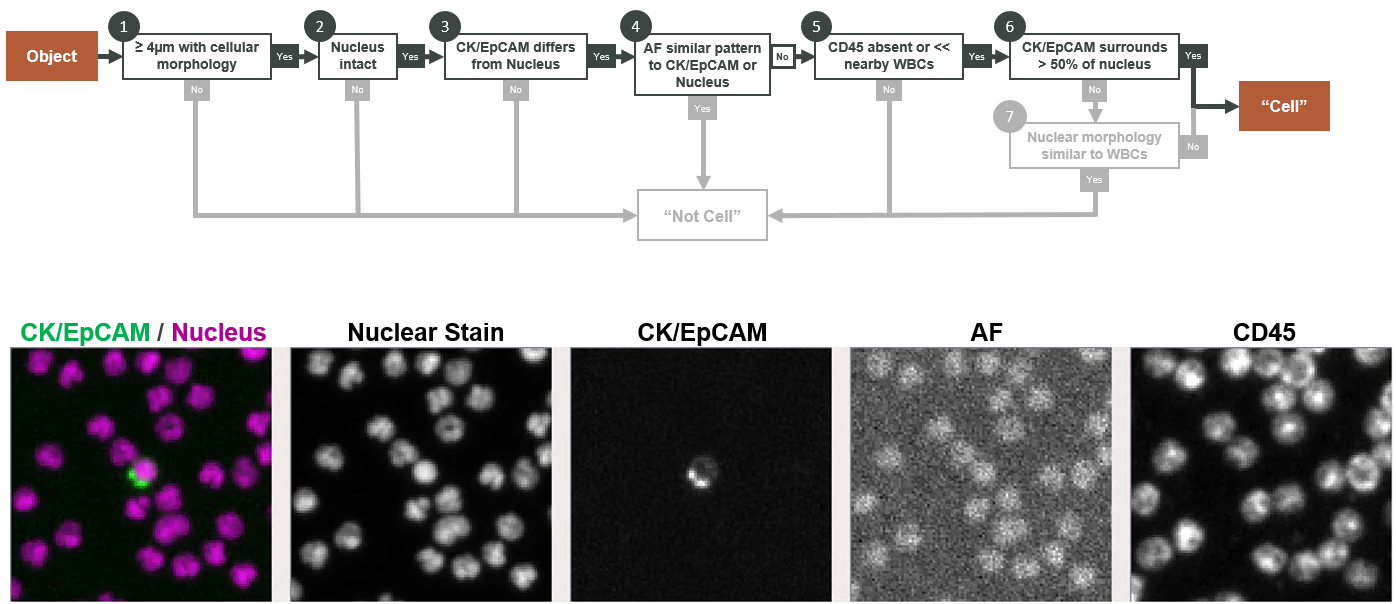 1
2
3
4
5
6
Object
≥ 4µm with cellular
morphology
Yes
Nucleus
intact
Yes
CK/EpCAM differs
from Nucleus
Yes
AF similar pattern
to CK/EpCAM or
Nucleus
No
CD45 absent or <<
nearby WBCs
Yes
CK/EpCAM surrounds
> 50% of nucleus
Yes
No
No
No
Yes
No
No
“Cell”
7
Nuclear morphology
similar to WBCs
No
Yes
“Not Cell”
CK/EpCAM / Nucleus
Nuclear Stain
CK/EpCAM
AF
CD45